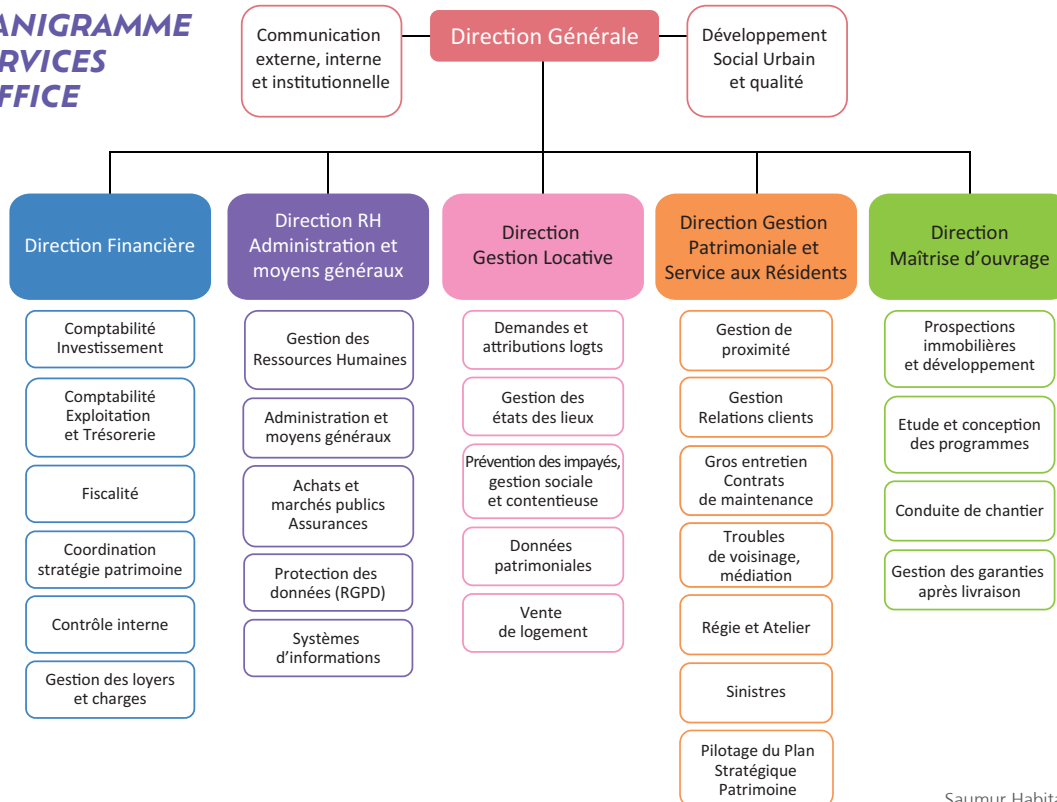 ANIGRAMME
RVICES
FFICE
Communication
externe, interne
et institutionnelle
Direction Générale
Développement
Social Urbain
et qualité
Direction Financière
Comptabilité
Investissement
Comptabilité
Exploitation
et Trésorerie
Fiscalité
Coordination
stratégie patrimoine
Contrôle interne
Gestion des loyers
et charges
Direction RH
Administration et
moyens généraux
Gestion des
Ressources Humaines
Administration et
moyens généraux
Achats et
marchés publics
Assurances
Protection des
données (RGPD)
Systèmes
d'informations
Direction
Gestion Locative
Demandes et
attributions logts
Gestion des
états des lieux
Prévention des impayés,
gestion sociale
et contentieuse
Données
patrimoniales
Vente
de logement
Direction Gestion
Patrimoniale et
Service aux Résidents
Gestion de
proximité
Gestion
Relations clients
Gros entretien
Contrats
de maintenance
Troubles
de voisinage,
médiation
Régie et Atelier
Sinistres
Pilotage du Plan
Stratégique
Patrimoine
Direction
Maîtrise d'ouvrage
Prospections
immobilières
et développement
Etude et conception
des programmes
Conduite de chantier
Gestion des garanties
après livraison
Saumur Habita